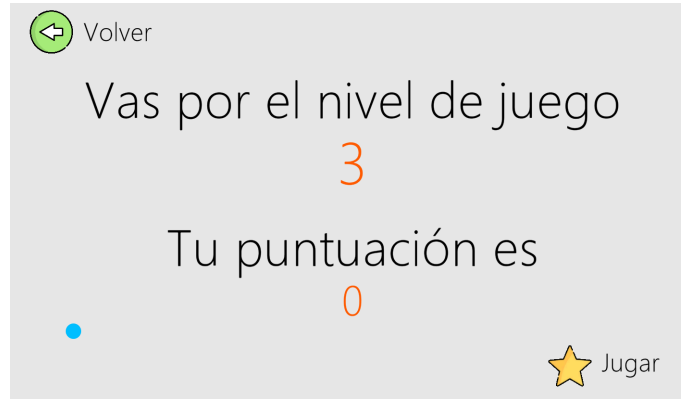 Volver
Vas por el nivel de juego
3
Tu puntuación es
0
Jugar